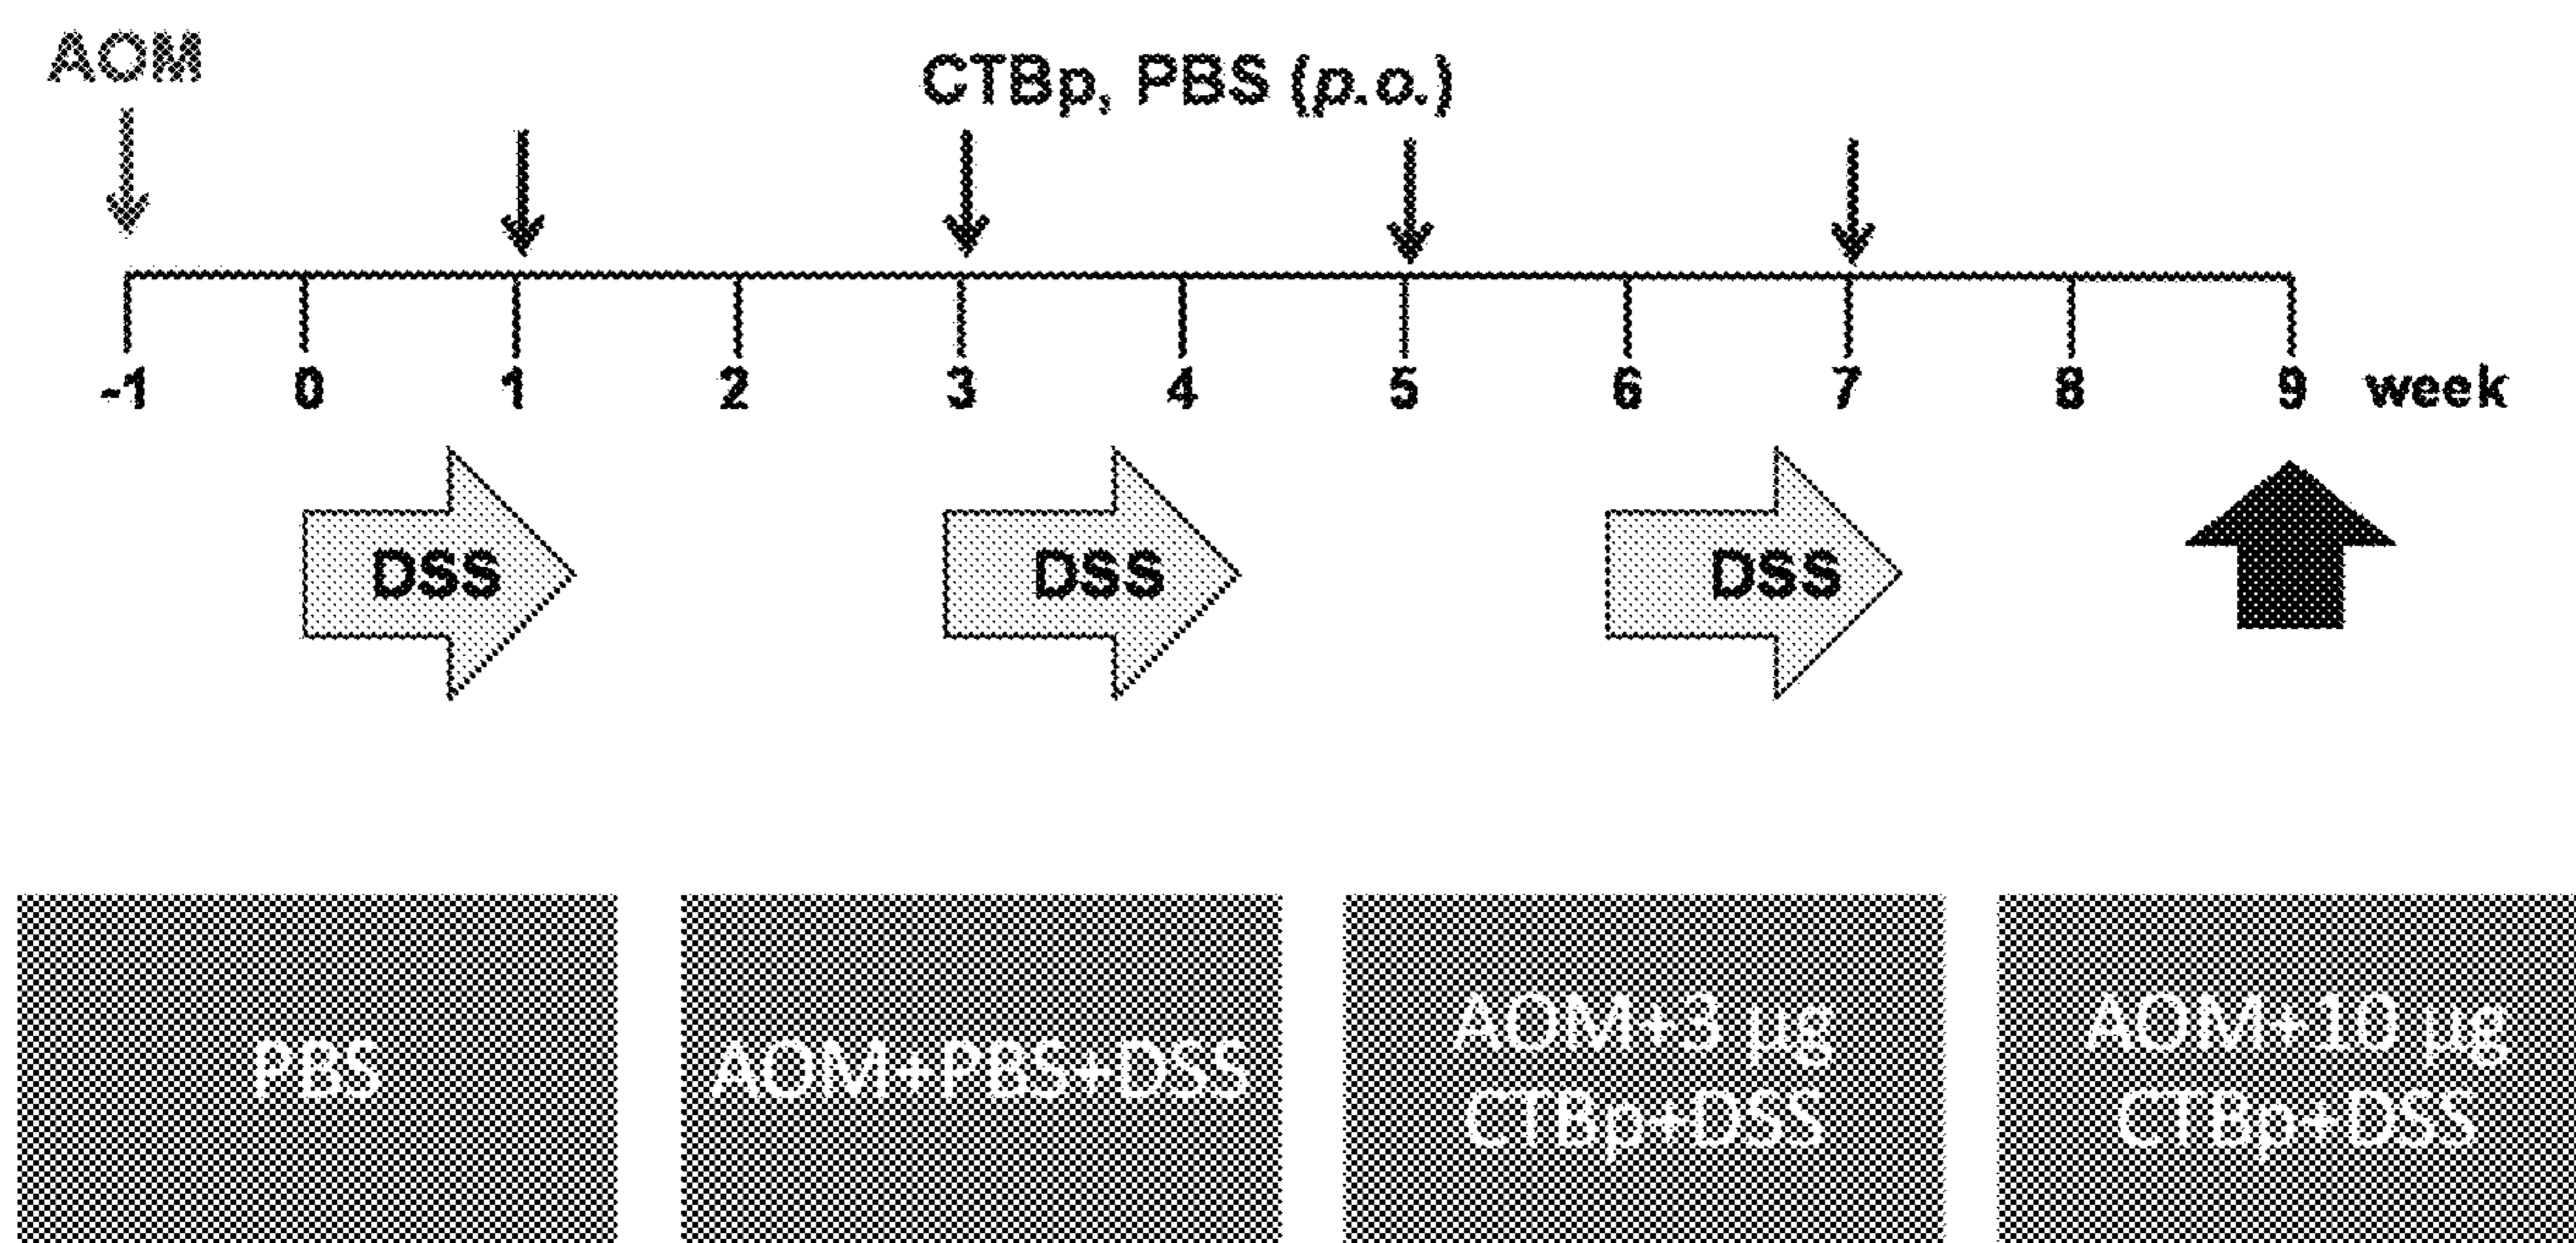 AOM
CTBp, PBS (p.o.)
-1 0 1 2 3 4 5 6 7 8 9 week
DSS DSS DSS
PBS
AOM+PBS+DSS
AOM+3 µg
CTBp+DSS
AOM+10 µg
CTBp+DSS